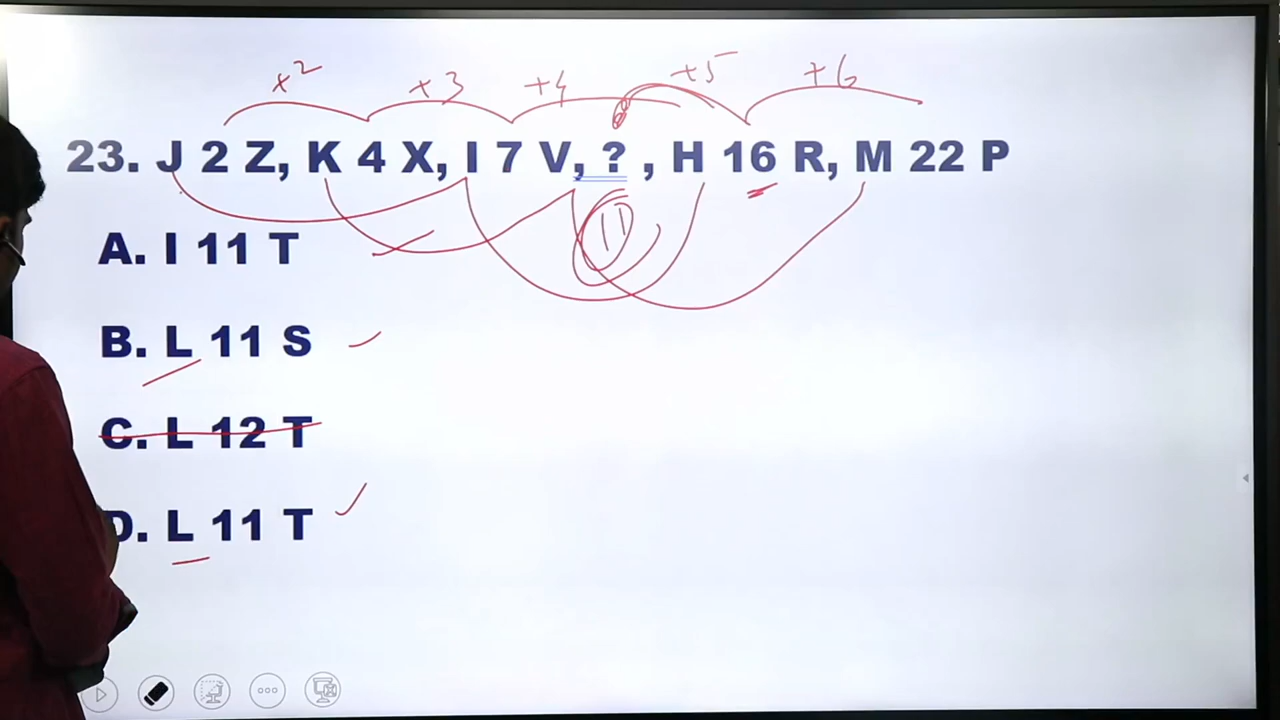 +2 +3 +4 +5 +6
23. J 2 Z, K 4 X, I 7 V, ? , H 16 R, M 22 P
11
A. I 11 T
B. L 11 S
C. L 12 T
D. L 11 T